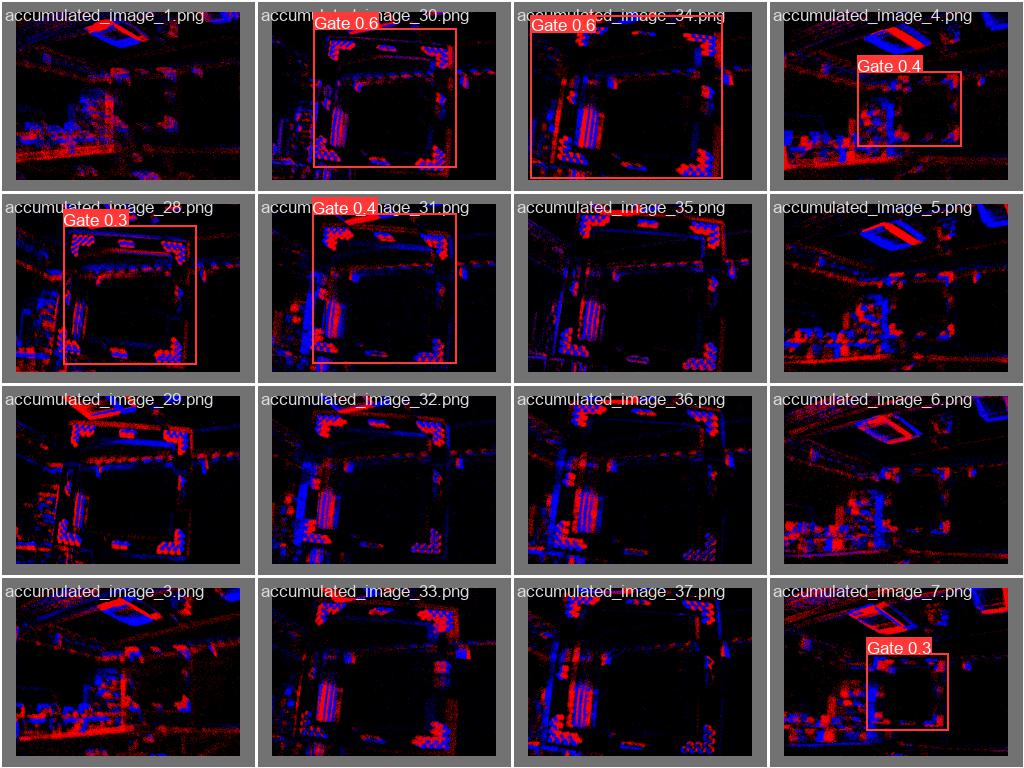 accumulated_image_1.png
accumulated_image_30.png
Gate 0.6
accumulated_image_34.png
Gate 0.6
accumulated_image_4.png
Gate 0.4
accumulated_image_28.png
Gate 0.3
accum Gate 0.4 age_31.png
accumulated_image_35.png
accumulated_image_5.png
accumulated_image_29.png
accumulated_image_32.png
accumulated_image_36.png
accumulated_image_6.png
accumulated_image_3.png
accumulated_image_33.png
accumulated_image_37.png
accumulated_image_7.png
Gate 0.3